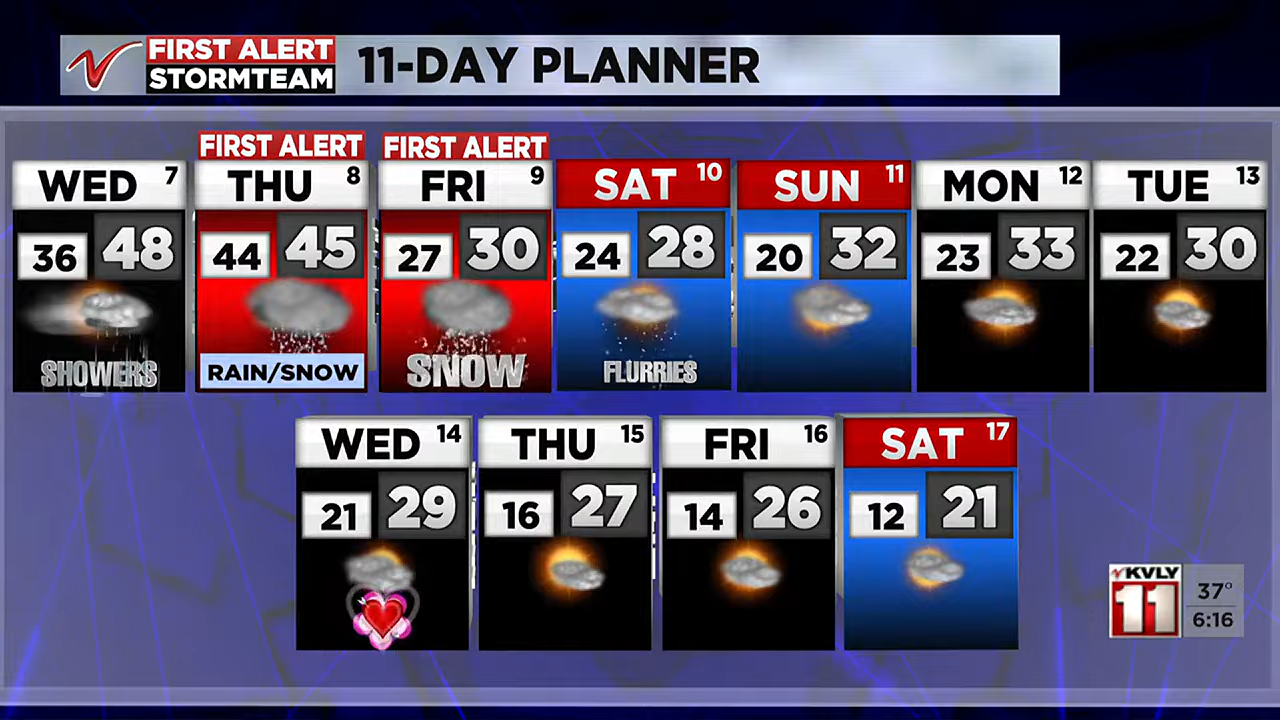 FIRST ALERT
STORMTEAM
11-DAY PLANNER
FIRST ALERT
FIRST ALERT
WED 7
THU 8
FRI 9
SAT 10
SUN 11
MON 12
TUE 13
36 48
44 45
27 30
24 28
20 32
23 33
22 30
SHOWERS
RAIN/SNOW
SNOW
FLURRIES
WED 14
THU 15
FRI 16
SAT 17
21 29
16 27
14 26
12 21
KVLY
11
37°
6:16